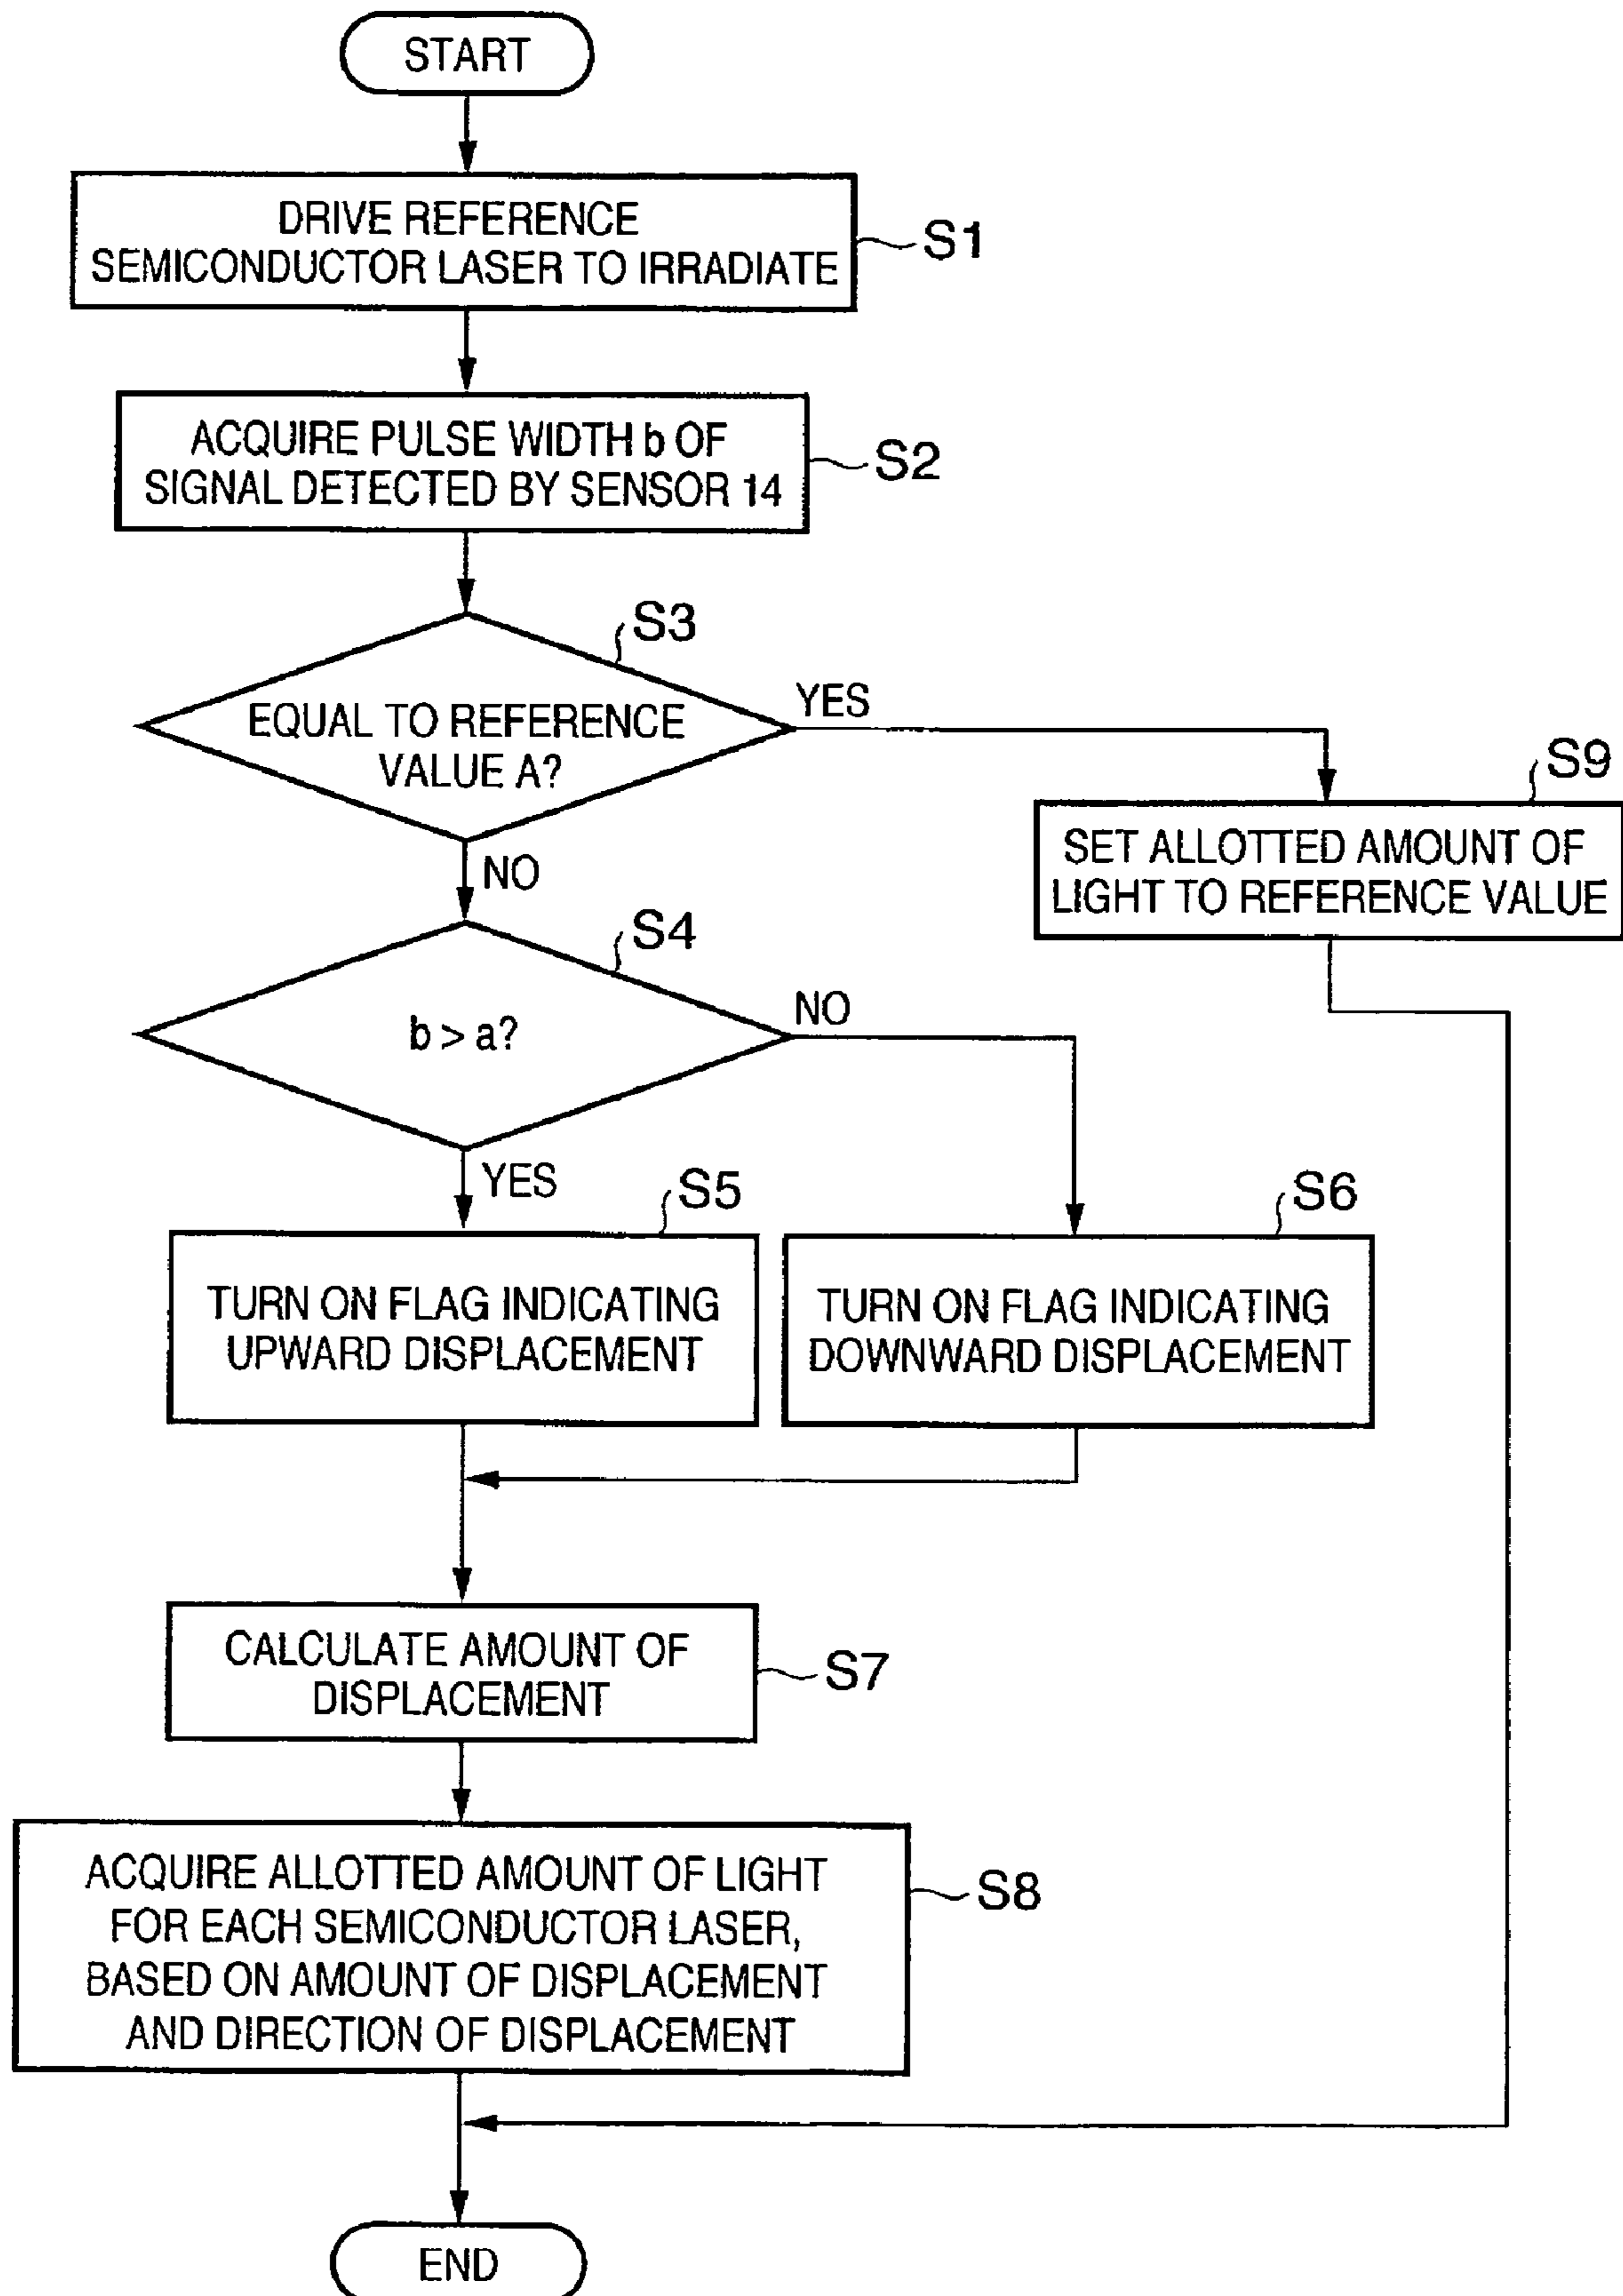 START
DRIVE REFERENCE
SEMICONDUCTOR LASER TO IRRADIATE
S1
ACQUIRE PULSE WIDTH b OF
SIGNAL DETECTED BY SENSOR 14
S2
S3
EQUAL TO REFERENCE
VALUE A?
YES
NO
S9
SET ALLOTTED AMOUNT OF
LIGHT TO REFERENCE VALUE
S4
b > a?
NO
YES
S5
TURN ON FLAG INDICATING
UPWARD DISPLACEMENT
S6
TURN ON FLAG INDICATING
DOWNWARD DISPLACEMENT
CALCULATE AMOUNT OF
DISPLACEMENT
S7
ACQUIRE ALLOTTED AMOUNT OF LIGHT
FOR EACH SEMICONDUCTOR LASER,
BASED ON AMOUNT OF DISPLACEMENT
AND DIRECTION OF DISPLACEMENT
S8
END